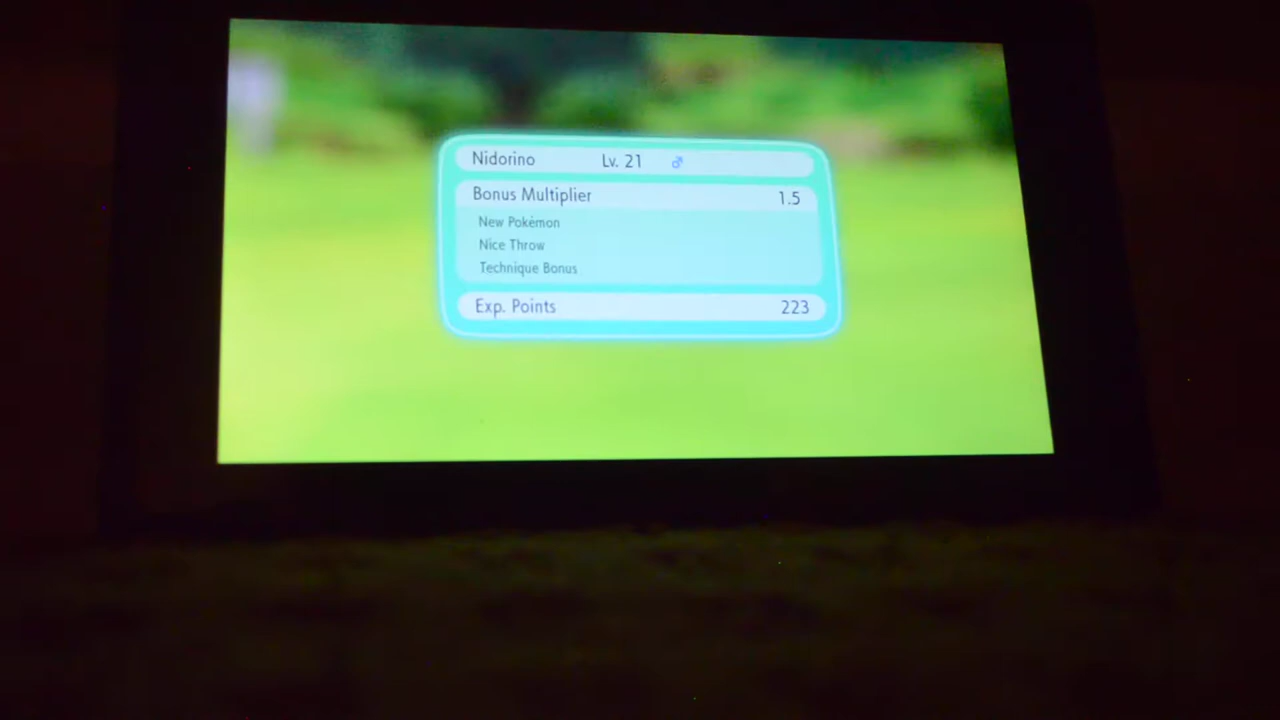 Nidorino Lv. 21 ♂
Bonus Multiplier 1.5
New Pokémon
Nice Throw
Technique Bonus
Exp. Points 223